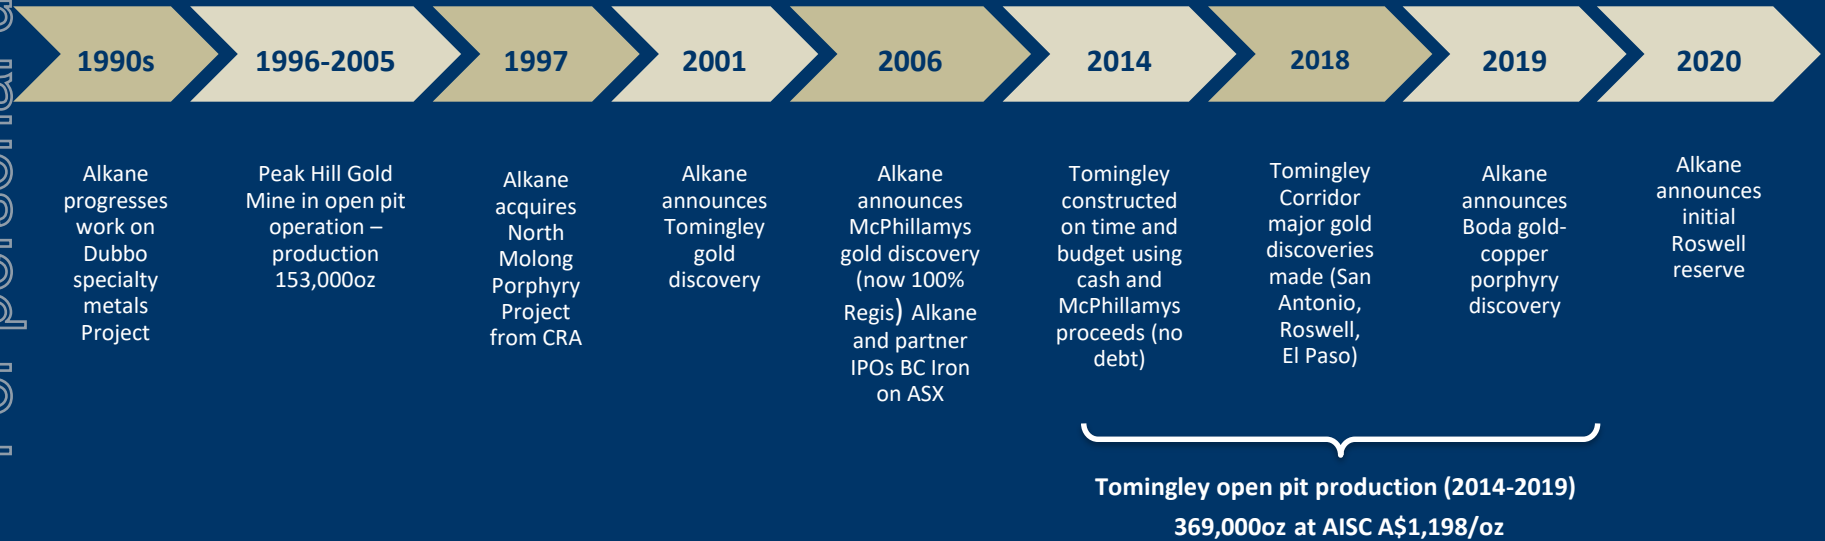 1990s
1996-2005
1997
2001
2006
2014
2018
2019
2020
Alkane
progresses
work on
Dubbo
specialty
metals
Project
Peak Hill Gold
Mine in open pit
operation –
production
153,000oz
Alkane
acquires
North
Molong
Porphyry
Project
from CRA
Alkane
announces
Tomingley
gold
discovery
Alkane
announces
McPhillamys
gold discovery
(now 100%
Regis) Alkane
and partner
IPOs BC Iron
on ASX
Tomingley
constructed
on time and
budget using
cash and
McPhillamys
proceeds (no
debt)
Tomingley
Corridor
major gold
discoveries
made (San
Antonio,
Roswell,
El Paso)
Alkane
announces
Boda gold-
copper
porphyry
discovery
Alkane
announces
initial
Roswell
reserve
Tomingley open pit production (2014-2019)
369,000oz at AISC A$1,198/oz